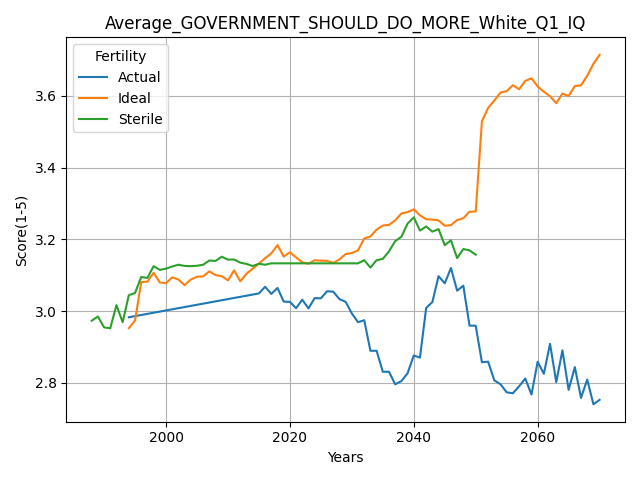 Average_GOVERNMENT_SHOULD_DO_MORE_White_Q1_IQ
Fertility
Actual
Ideal
Sterile
Score(1-5)
3.6
3.4
3.2
3.0
2.8
2000
2020
2040
2060
Years